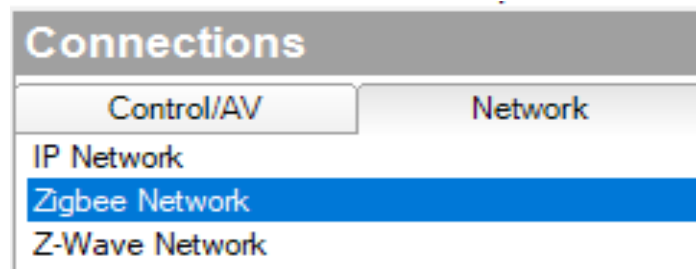 Connections
Control/AV Network
IP Network
Zigbee Network
Z-Wave Network